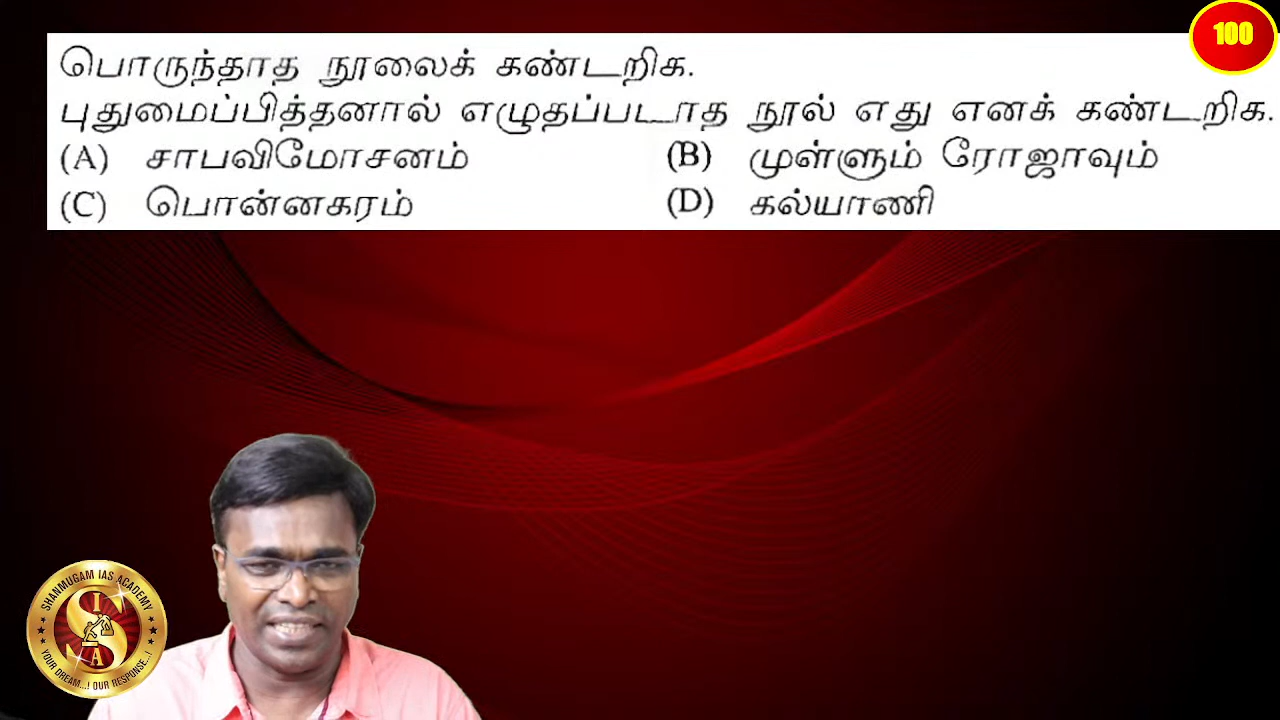 100
பொருந்தாத நூலைக் கண்டறிக.
புதுமைப்பித்தனால் எழுதப்படாத நூல் எது எனக் கண்டறிக.
(A) சாபவிமோசனம் (B) முள்ளும் ரோஜாவும்
(C) பொன்னகரம் (D) கல்யாணி
SHANMUGAM IAS ACADEMY
SIA
YOUR DREAM...! OUR RESPONSE...!